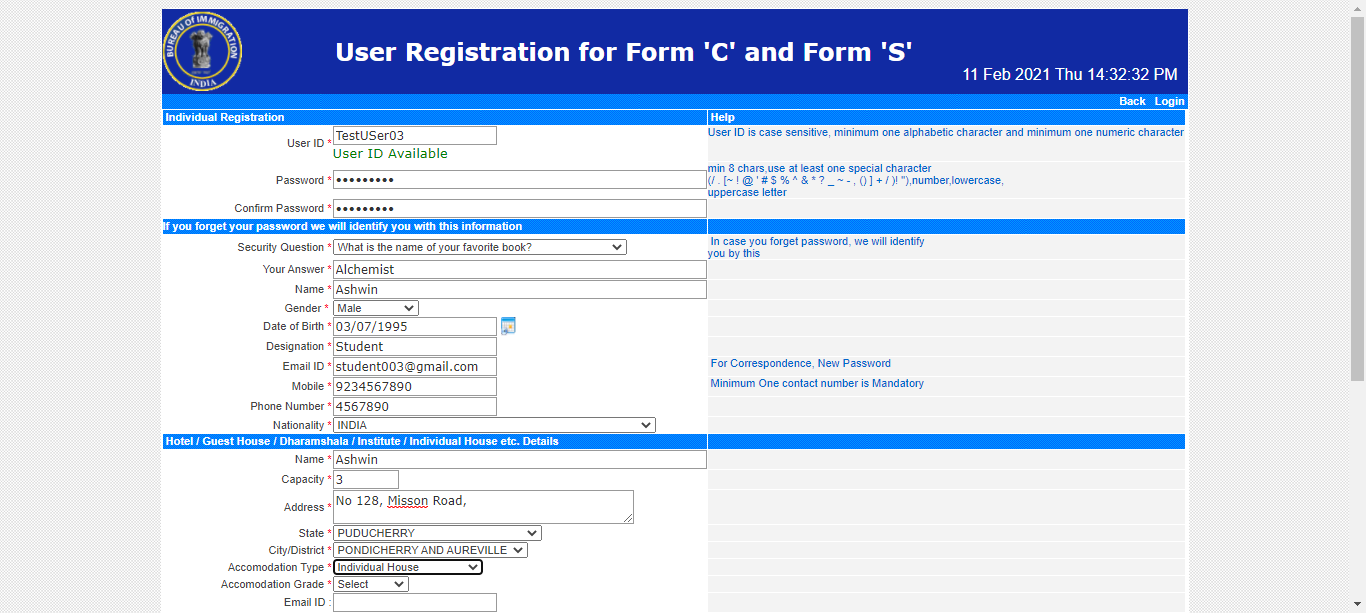 BUREAU OF IMMIGRATION
INDIA
User Registration for Form 'C' and Form 'S'
11 Feb 2021 Thu 14:32:32 PM
Back Login
Individual Registration Help
User ID * TestUSer03 User ID is case sensitive, minimum one alphabetic character and minimum one numeric character
User ID Available
min 8 chars,use at least one special character
Password * ••••••••• (/ . [~ ! @ ' # $ % ^ & * ? _ ~ - , () ] + / )! "),number,lowercase,
uppercase letter
Confirm Password * •••••••••
If you forget your password we will identify you with this information
Security Question * What is the name of your favorite book? In case you forget password, we will identify
you by this
Your Answer * Alchemist
Name * Ashwin
Gender * Male
Date of Birth * 03/07/1995
Designation * Student
Email ID * student003@gmail.com For Correspondence, New Password
Mobile * 9234567890 Minimum One contact number is Mandatory
Phone Number * 4567890
Nationality * INDIA
Hotel / Guest House / Dharamshala / Institute / Individual House etc. Details
Name * Ashwin
Capacity * 3
Address * No 128, Misson Road,
State * PUDUCHERRY
City/District * PONDICHERRY AND AUREVILLE
Accomodation Type * Individual House
Accomodation Grade * Select
Email ID :